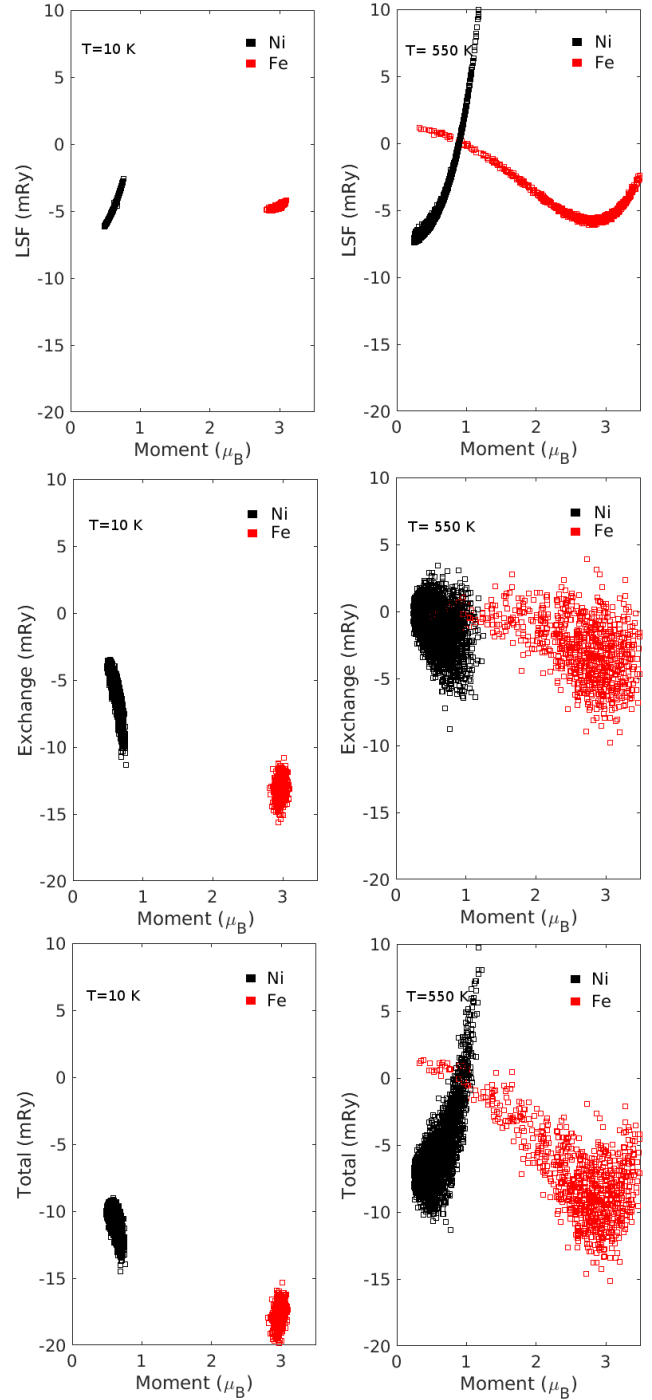 10
5
0
-5
-10
-15
-20
LSF (mRy)
T=10 K
Ni
Fe
0
1
2
3
Moment (μB)
10
5
0
-5
-10
-15
-20
LSF (mRy)
T= 550 K
Ni
Fe
0
1
2
3
Moment (μB)
10
5
0
-5
-10
-15
-20
Exchange (mRy)
T=10 K
Ni
Fe
0
1
2
3
Moment (μB)
10
5
0
-5
-10
-15
-20
Exchange (mRy)
T= 550 K
Ni
Fe
0
1
2
3
Moment (μB)
10
5
0
-5
-10
-15
-20
Total (mRy)
T=10 K
Ni
Fe
0
1
2
3
Moment (μB)
10
5
0
-5
-10
-15
-20
Total (mRy)
T=550 K
Ni
Fe
0
1
2
3
Moment (μB)